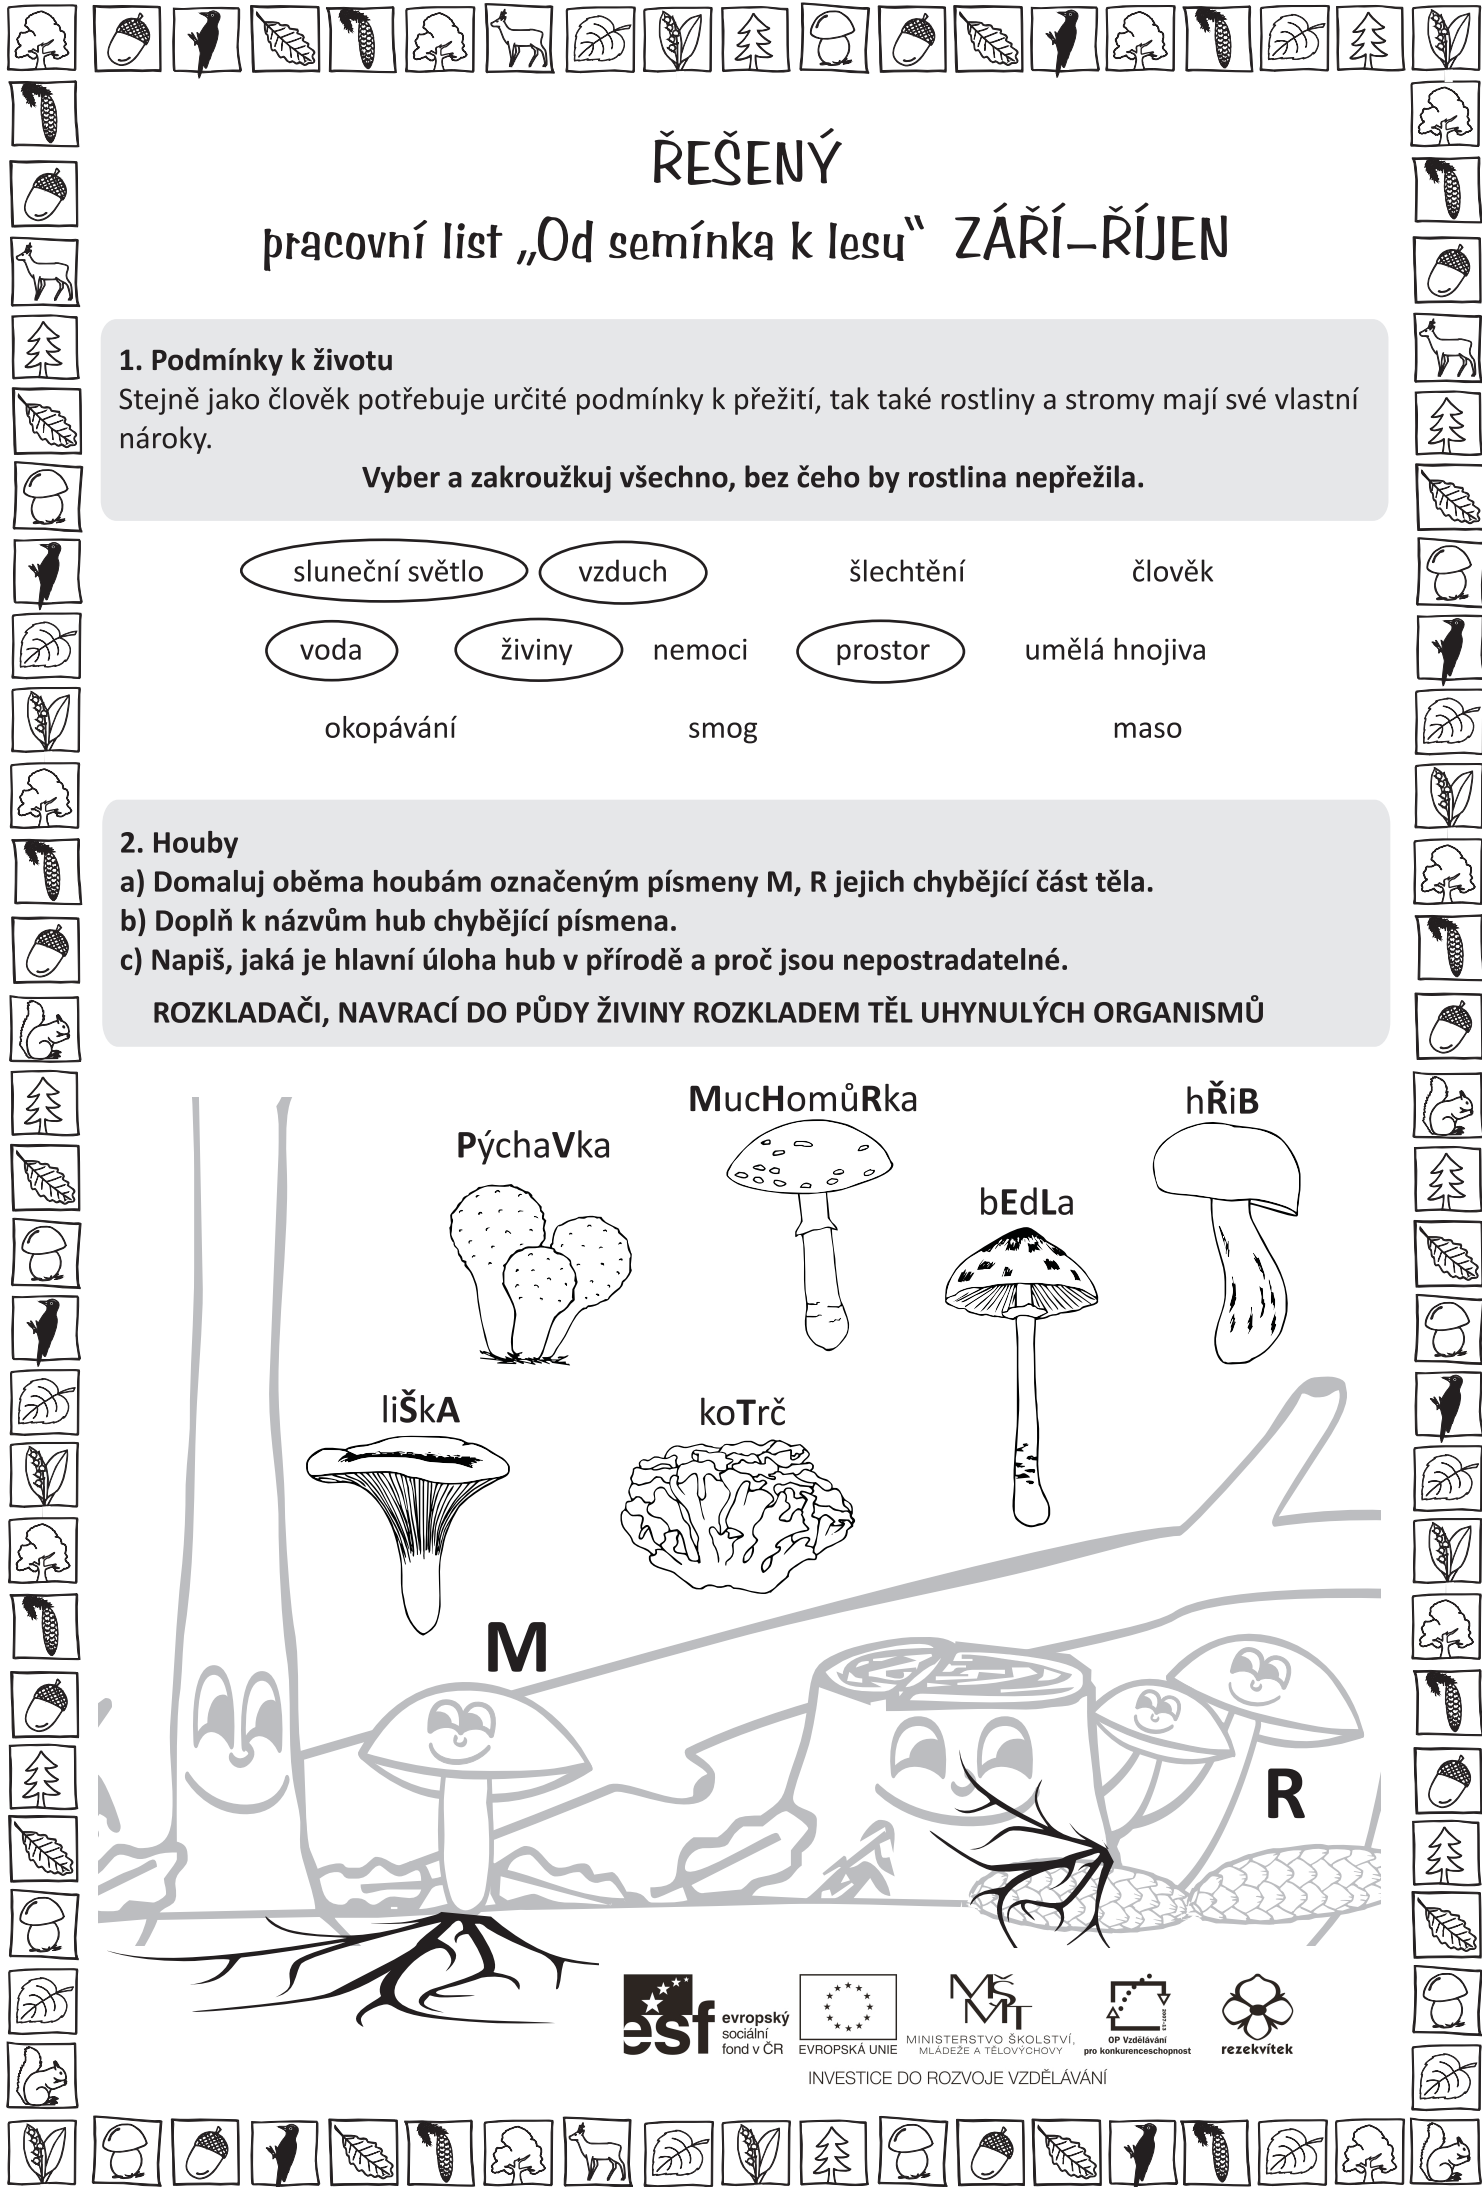 ŘEŠENÝ
pracovní list „Od semínka k lesu“ ZÁŘÍ–ŘÍJEN
1. Podmínky k životu
Stejně jako člověk potřebuje určité podmínky k přežití, tak také rostliny a stromy mají své vlastní
nároky.
Vyber a zakroužkuj všechno, bez čeho by rostlina nepřežila.
sluneční světlo vzduch šlechtění člověk
voda živiny nemoci prostor umělá hnojiva
okopávání smog maso
2. Houby
a) Domaluj oběma houbám označeným písmeny M, R jejich chybějící část těla.
b) Doplň k názvům hub chybějící písmena.
c) Napiš, jaká je hlavní úloha hub v přírodě a proč jsou nepostradatelné.
ROZKLADAČI, NAVRACÍ DO PŮDY ŽIVINY ROZKLADEM TĚL UHYNULÝCH ORGANISMŮ
MucHomůRka
hŘiB
PýchaVka
bEdLa
liŠkA
koTrč
M
R
esf
evropský
sociální
fond v ČR
EVROPSKÁ UNIE
MŠ
MT
MINISTERSTVO ŠKOLSTVÍ,
MLÁDEŽE A TĚLOVÝCHOVY
2007-13
OP Vzdělávání
pro konkurenceschopnost
rezekvítek
INVESTICE DO ROZVOJE VZDĚLÁVÁNÍ